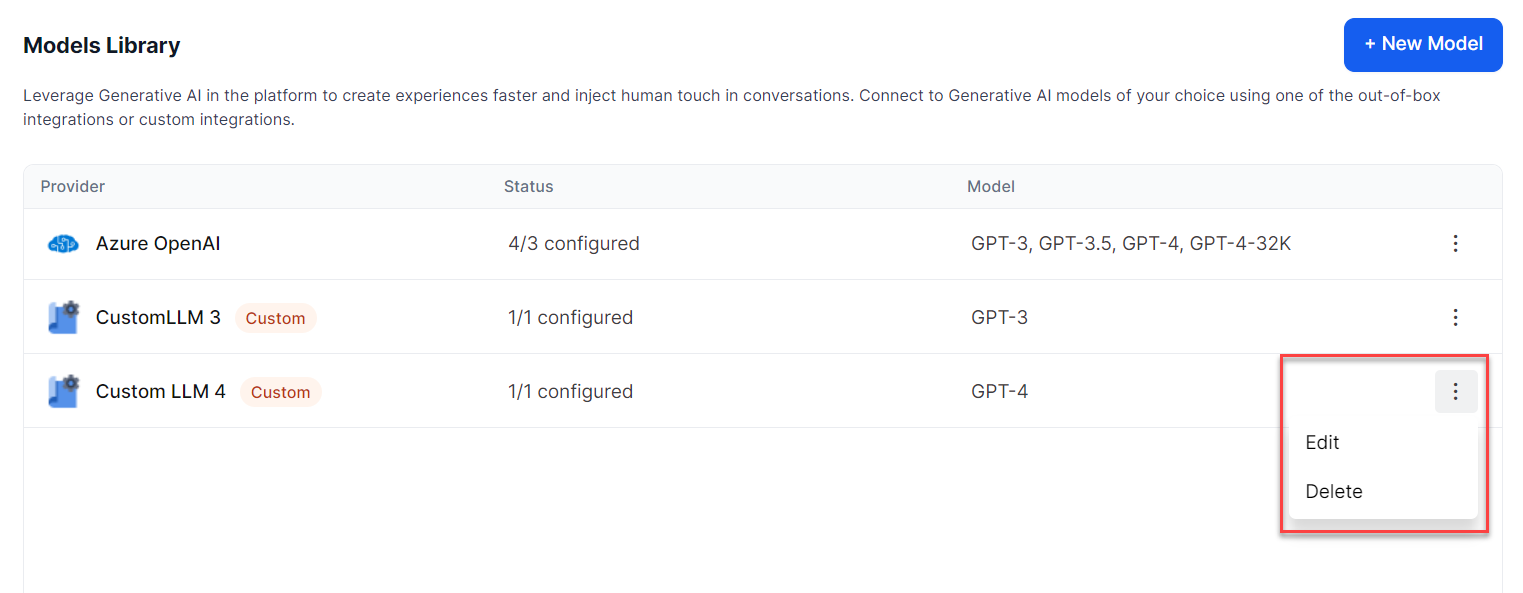 Models Library
+ New Model
Leverage Generative AI in the platform to create experiences faster and inject human touch in conversations. Connect to Generative AI models of your choice using one of the out-of-box
integrations or custom integrations.
Provider Status Model
Azure OpenAI 4/3 configured GPT-3, GPT-3.5, GPT-4, GPT-4-32K
CustomLLM 3 Custom 1/1 configured GPT-3
Custom LLM 4 Custom 1/1 configured GPT-4
Edit
Delete